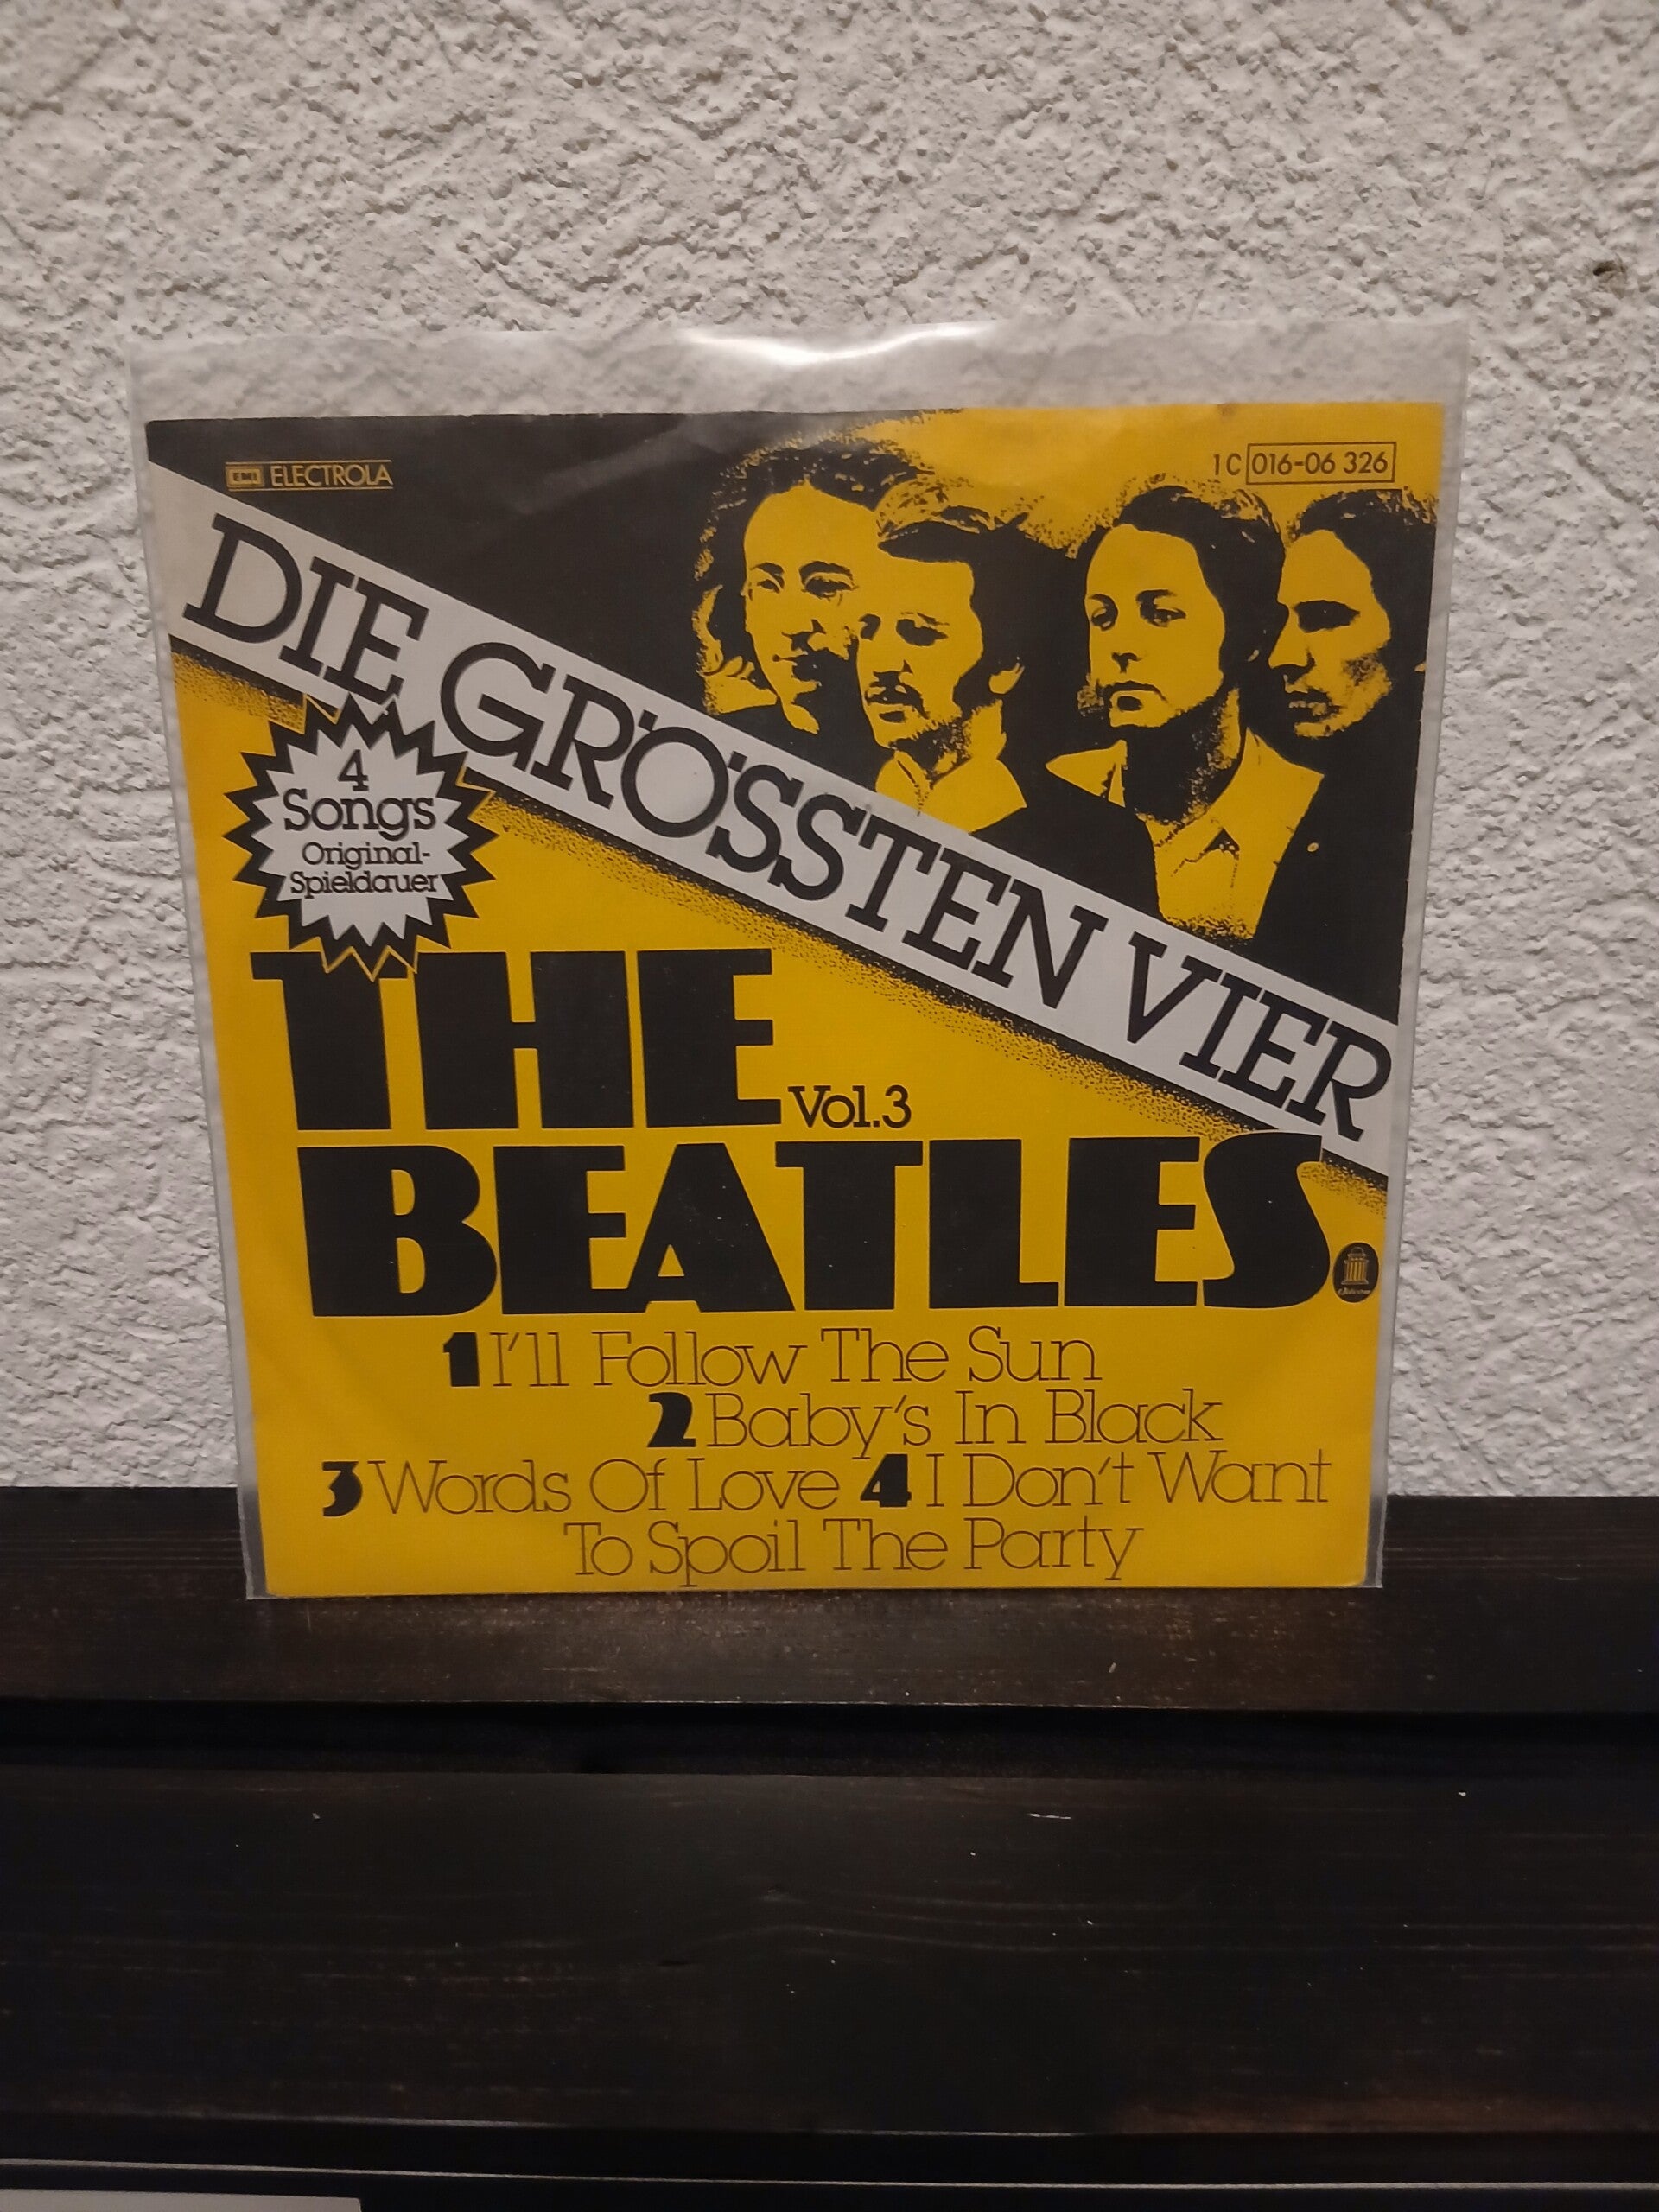 EMI ELECTROLA
1C 016-06 326
DIE GRÖSSTEN VIER
4
Songs
Original-
Spieldauer
THE
Vol.3
BEATLES
1 I'll Follow The Sun
2 Baby's In Black
3 Words Of Love 4 I Don't Want
To Spoil The Party